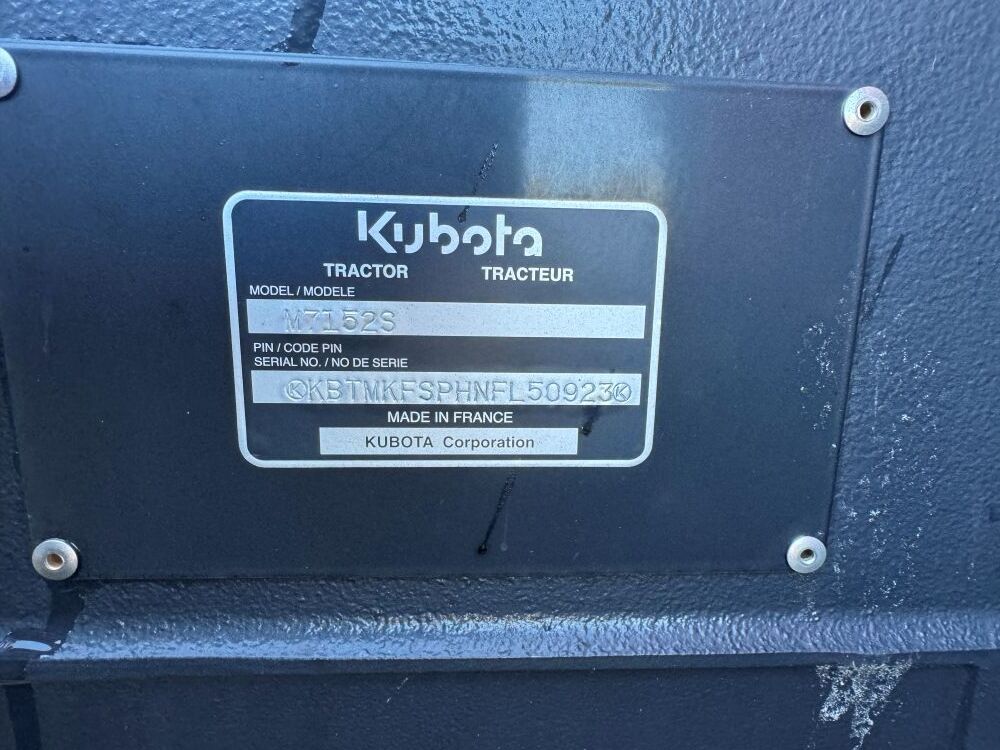 Kubota
TRACTOR TRACTEUR
MODEL / MODELE
M7152S
PIN / CODE PIN
SERIAL NO. / NO DE SERIE
KBTMKFSPHNFL50923
MADE IN FRANCE
KUBOTA Corporation